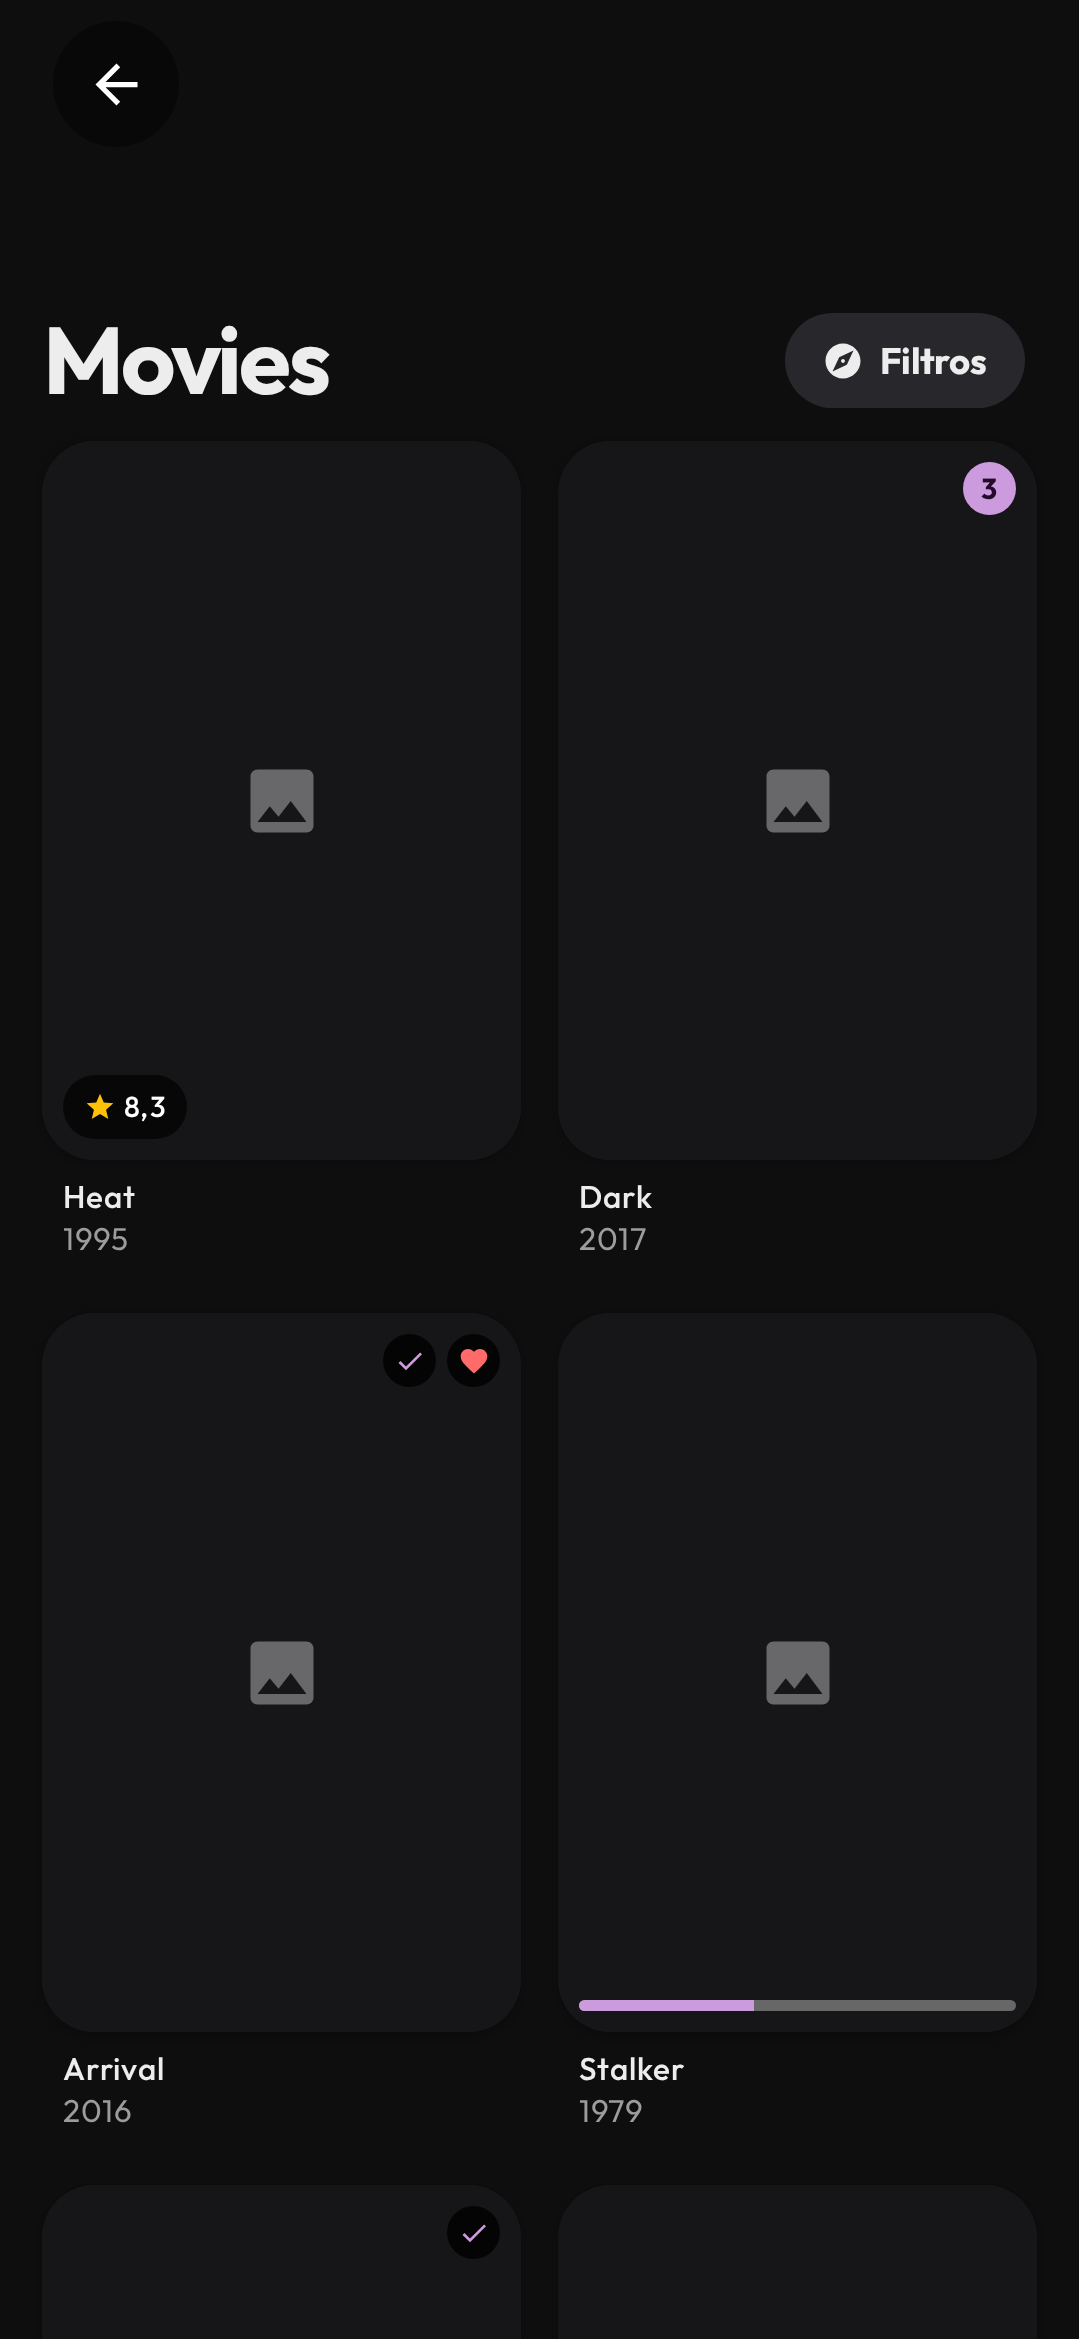 Movies
Filtros
3
8,3
Heat
1995
Dark
2017
Arrival
2016
Stalker
1979